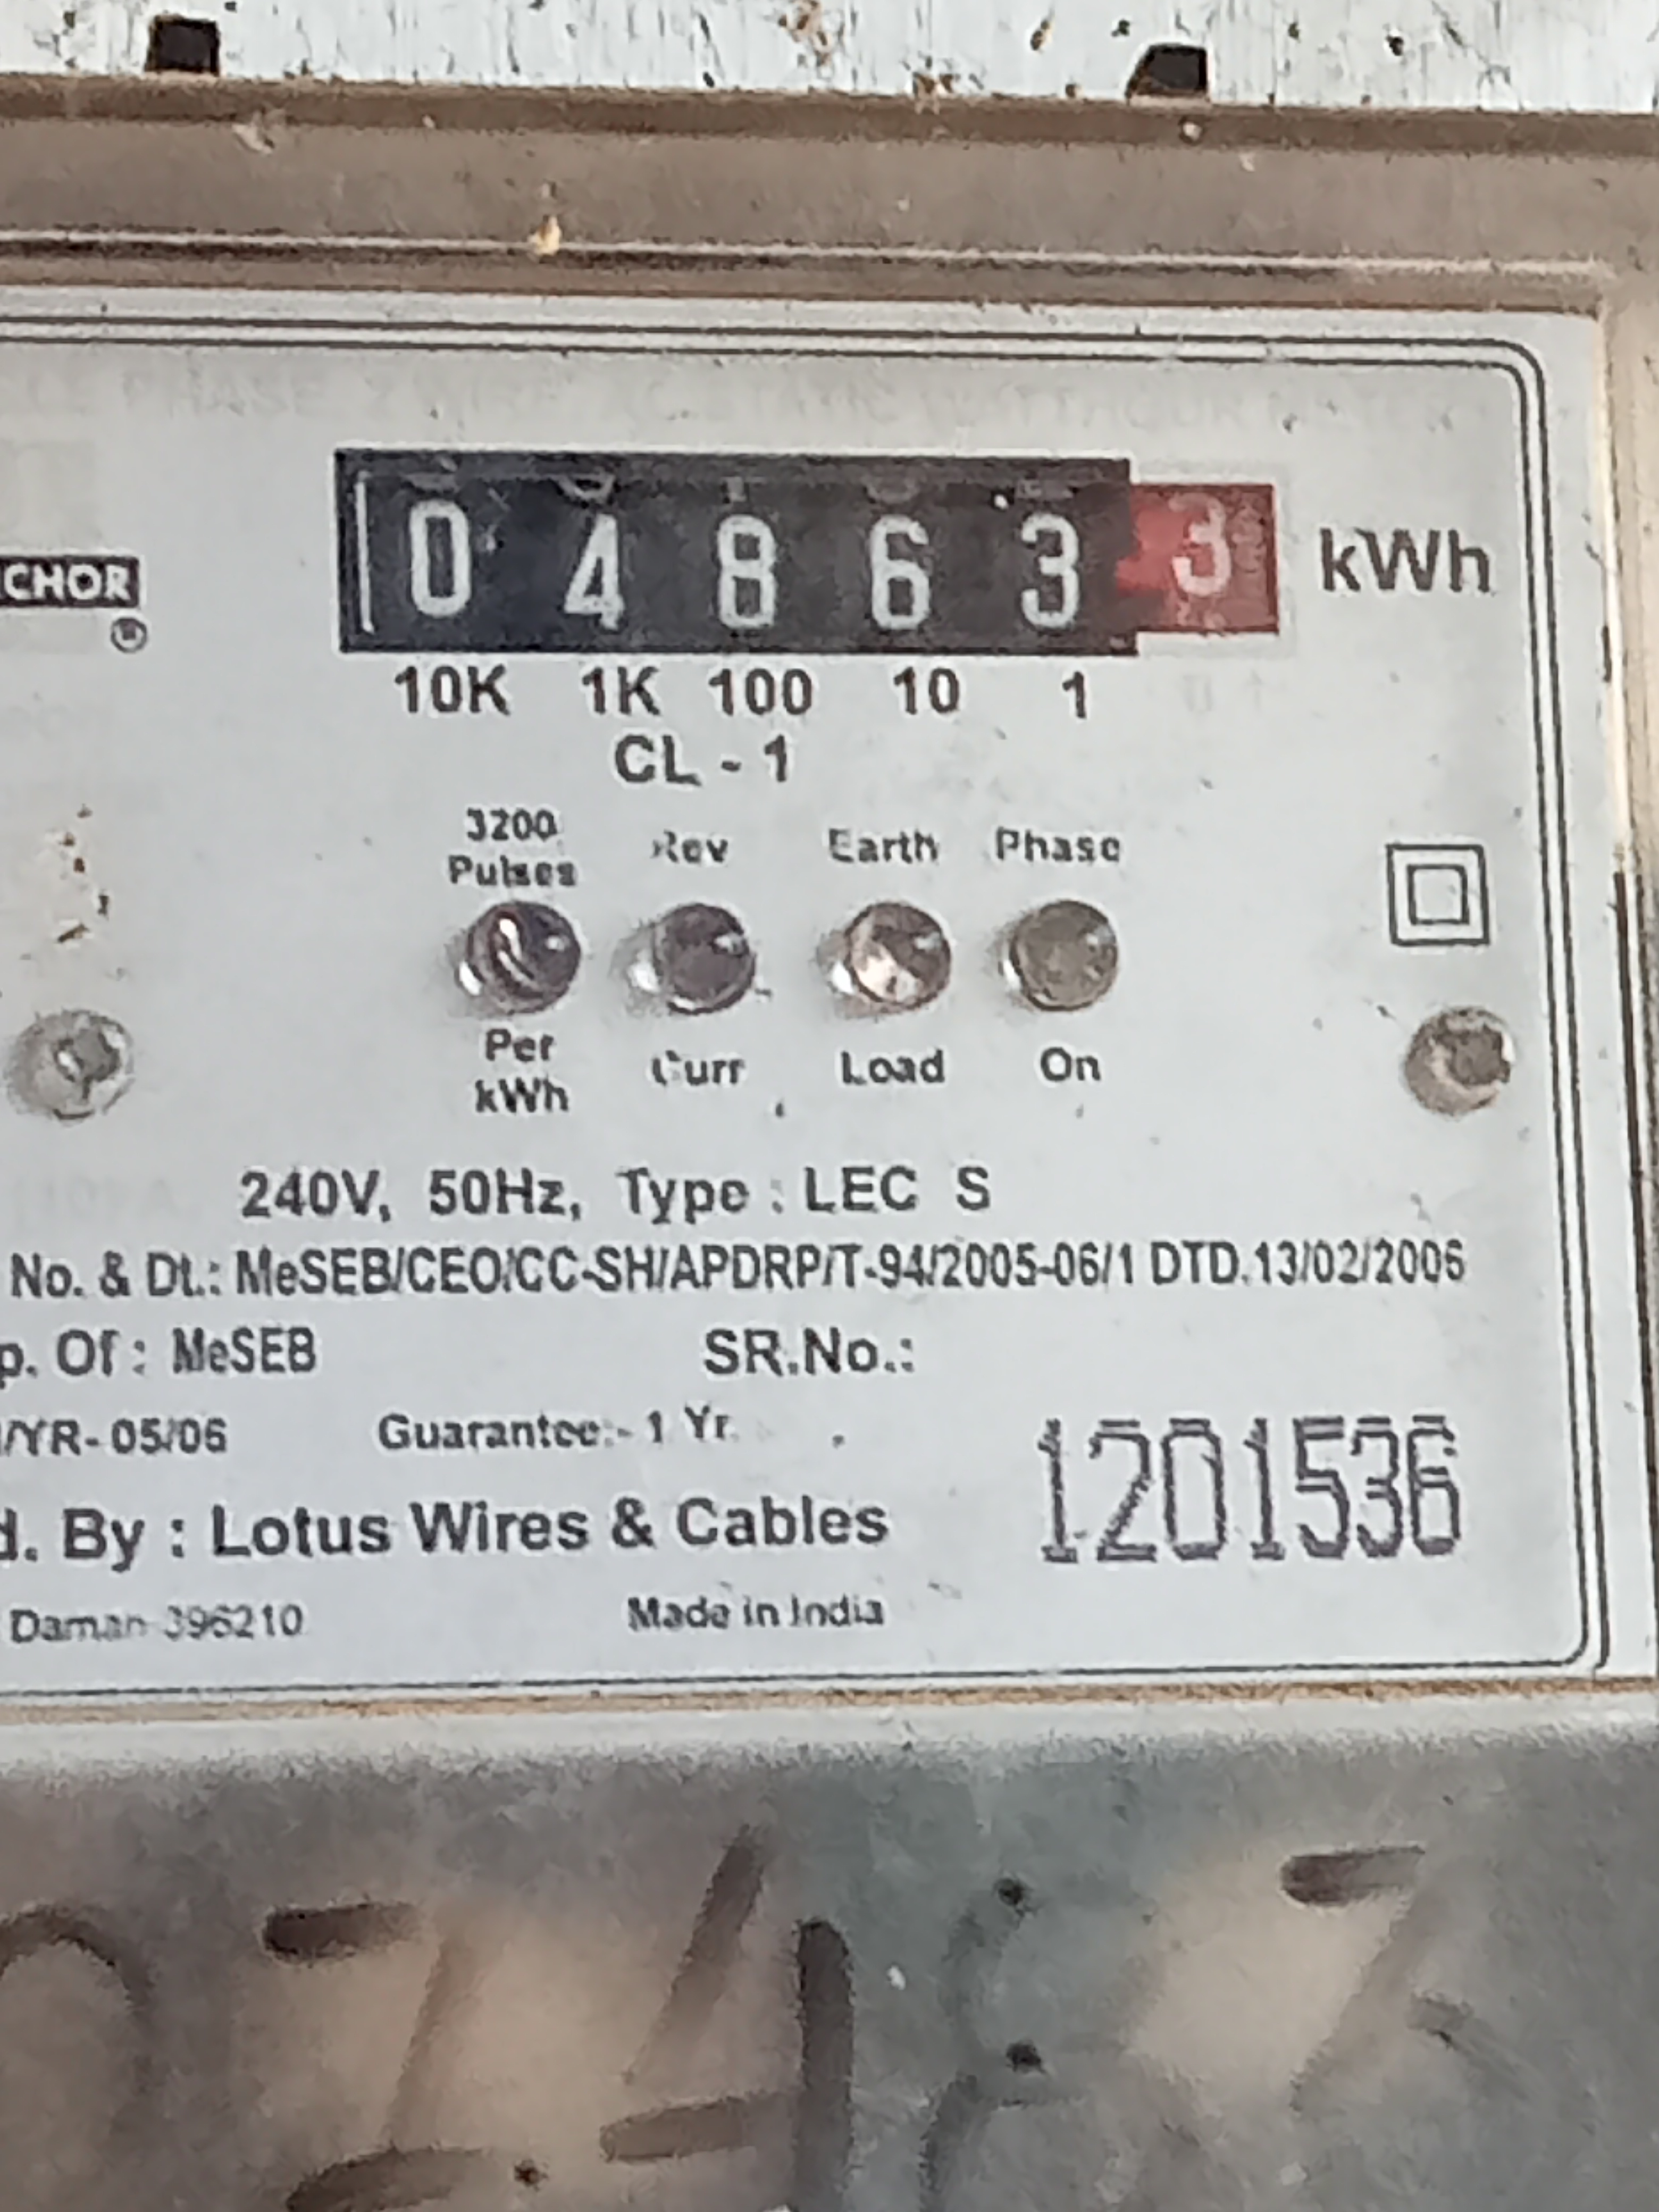 CHOR
®
04863 3 kWh
10K 1K 100 10 1
CL - 1
3200 Pulses Per kWh
Rev Curr
Earth Load
Phase On
240V, 50Hz, Type : LEC S
No. & Dt.: MeSEB/CEO/CC-SH/APDRP/T-94/2005-06/1 DTD.13/02/2006
p. Of : MeSEB SR.No.:
/YR- 05/06 Guarantee:- 1 Yr.
1201536
d. By : Lotus Wires & Cables
Daman 396210 Made in India